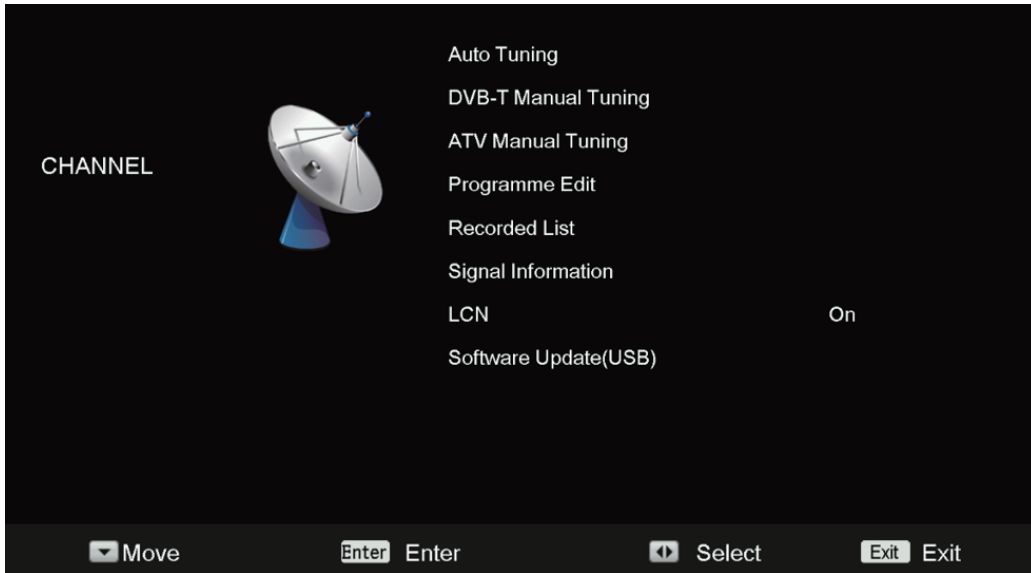 Auto Tuning
DVB-T Manual Tuning
ATV Manual Tuning
CHANNEL
Programme Edit
Recorded List
Signal Information
LCN On
Software Update(USB)
Move Enter Enter Select Exit Exit